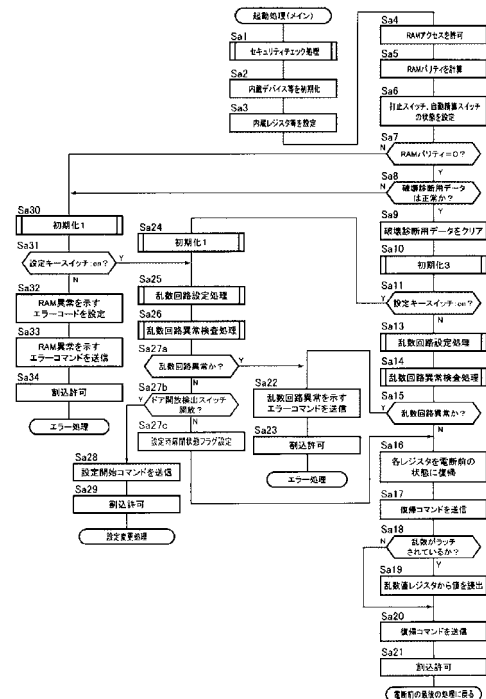 起動処理(メイン)
Sa1
セキュリティチェック処理
Sa2
内蔵デバイス等を初期化
Sa3
内蔵レジスタ等を設定
Sa4
RAMアクセスを許可
Sa5
RAMパリティを計算
Sa6
打止スイッチ、自動精算スイッチ
の状態を設定
Sa7
RAMパリティ=0?
N
Y
Sa8
破壊診断用データ
は正常か?
N
Y
Sa9
破壊診断用データをクリア
Sa10
初期化3
Sa11
設定キースイッチ:on?
Y
N
Sa13
乱数回路設定処理
Sa14
乱数回路異常検査処理
Sa15
乱数回路異常か?
Y
N
Sa16
各レジスタを電断前の
状態に復帰
Sa17
復帰コマンドを送信
Sa18
乱数がラッチ
されているか?
N
Y
Sa19
乱数値レジスタから値を読出
Sa20
復帰コマンドを送信
Sa21
割込許可
電断前の最後の処理に戻る
Sa30
初期化1
Sa31
設定キースイッチ:on?
Y
N
Sa32
RAM異常を示す
エラーコードを設定
Sa33
RAM異常を示す
エラーコマンドを送信
Sa34
割込許可
エラー処理
Sa24
初期化1
Sa25
乱数回路設定処理
Sa26
乱数回路異常検査処理
Sa27a
乱数回路異常か?
Y
N
Sa27b
ドア開放検出スイッチ
開放?
Y
N
Sa27c
Sa22
乱数回路異常を示す
エラーコマンドを送信
Sa23
割込許可
エラー処理
Sa28
設定開始コマンドを送信
Sa29
割込許可
設定変更処理